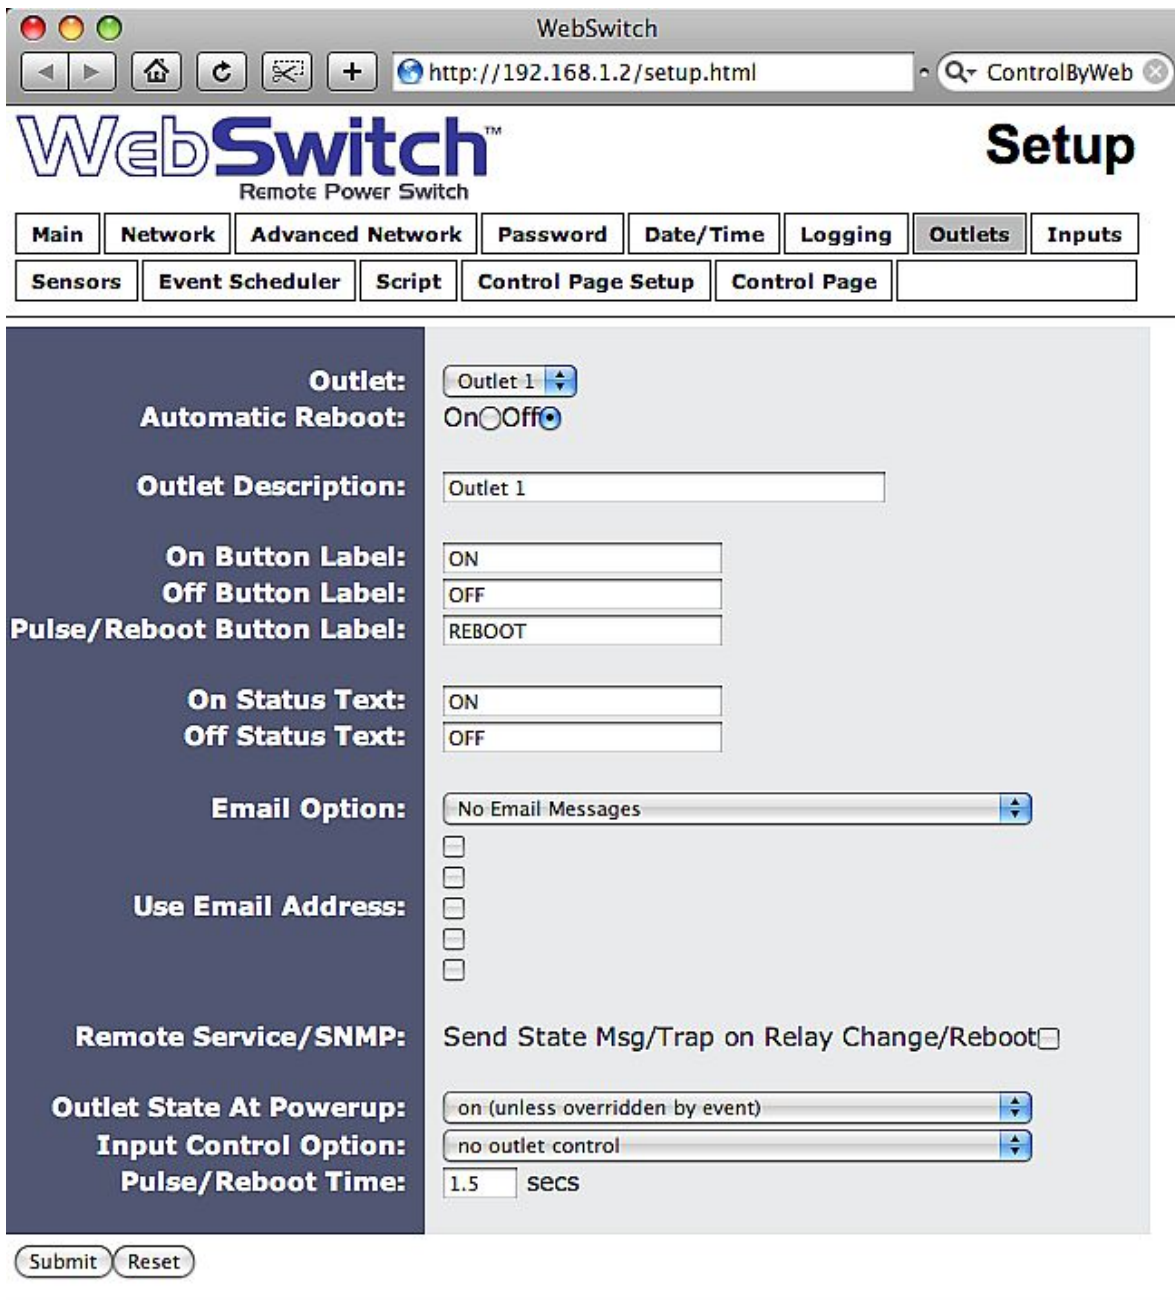 WebSwitch
http://192.168.1.2/setup.html
ControlByWeb
WebSwitch™
Remote Power Switch
Setup
Main Network Advanced Network Password Date/Time Logging Outlets Inputs
Sensors Event Scheduler Script Control Page Setup Control Page
Outlet: Outlet 1
Automatic Reboot: On Off
Outlet Description: Outlet 1
On Button Label: ON
Off Button Label: OFF
Pulse/Reboot Button Label: REBOOT
On Status Text: ON
Off Status Text: OFF
Email Option: No Email Messages
Use Email Address:
Remote Service/SNMP: Send State Msg/Trap on Relay Change/Reboot
Outlet State At Powerup: on (unless overridden by event)
Input Control Option: no outlet control
Pulse/Reboot Time: 1.5 secs
Submit Reset